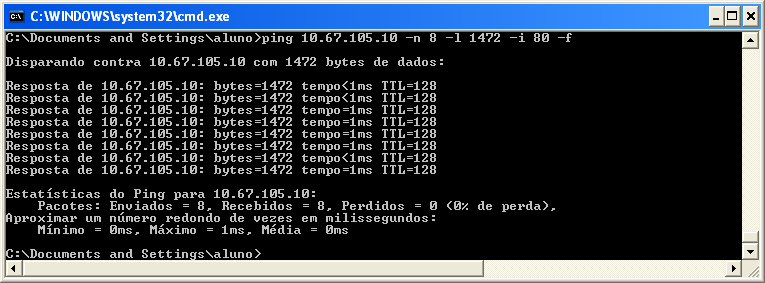 C:\WINDOWS\system32\cmd.exe
C:\Documents and Settings\aluno>ping 10.67.105.10 -n 8 -l 1472 -i 80 -f
Disparando contra 10.67.105.10 com 1472 bytes de dados:
Resposta de 10.67.105.10: bytes=1472 tempo<1ms TTL=128
Resposta de 10.67.105.10: bytes=1472 tempo<1ms TTL=128
Resposta de 10.67.105.10: bytes=1472 tempo=1ms TTL=128
Resposta de 10.67.105.10: bytes=1472 tempo=1ms TTL=128
Resposta de 10.67.105.10: bytes=1472 tempo=1ms TTL=128
Resposta de 10.67.105.10: bytes=1472 tempo=1ms TTL=128
Resposta de 10.67.105.10: bytes=1472 tempo<1ms TTL=128
Resposta de 10.67.105.10: bytes=1472 tempo=1ms TTL=128
Estatísticas do Ping para 10.67.105.10:
Pacotes: Enviados = 8, Recebidos = 8, Perdidos = 0 (0% de perda),
Aproximar um número redondo de vezes em milissegundos:
Mínimo = 0ms, Máximo = 1ms, Média = 0ms
C:\Documents and Settings\aluno>